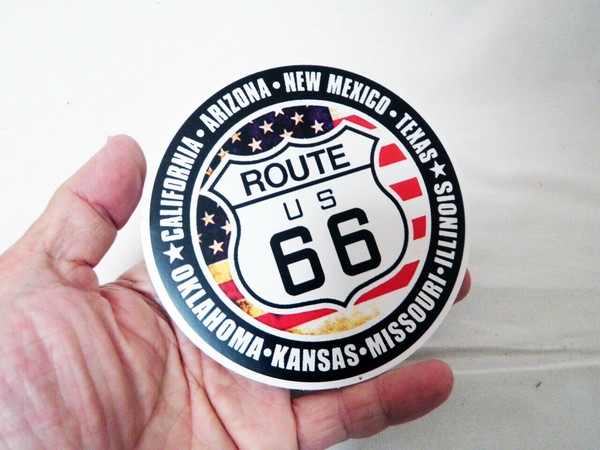 ★ CALIFORNIA • ARIZONA • NEW MEXICO • TEXAS ★
OKLAHOMA • KANSAS • MISSOURI • ILLINOIS
ROUTE
US
66